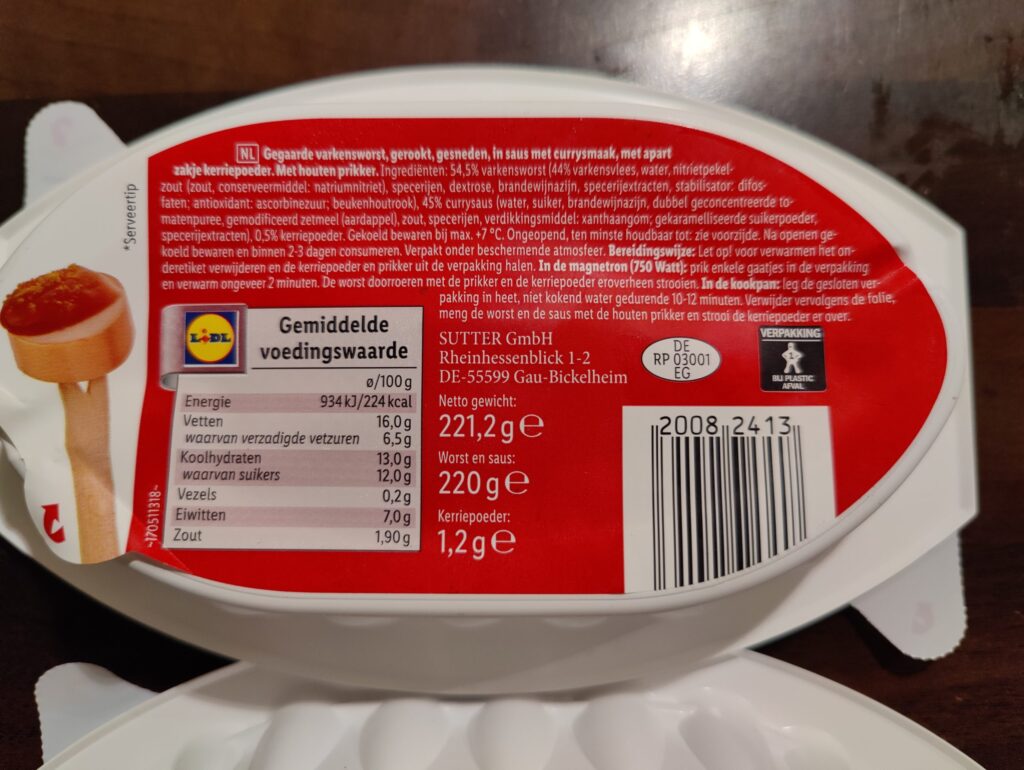 NL Gegaarde varkensworst, gerookt, gesneden, in saus met currysmaak, met apart
zakje kerriepoeder. Met houten prikker. Ingrediënten: 54,5% varkensworst (44% varkensvlees, water, nitrietpekel-
zout (zout, conserveermiddel: natriumnitriet), specerijen, dextrose, brandewijnazijn, specerijextracten, stabilisator: difos-
faten; antioxidant: ascorbinezuur; beukenhoutrook), 45% currysaus (water, suiker, brandewijnazijn, dubbel geconcentreerde to-
matenpuree, gemodificeerd zetmeel (aardappel), zout, specerijen, verdikkingsmiddel: xanthaangom; gekaramelliseerde suikerpoeder,
specerijextracten), 0,5% kerriepoeder. Gekoeld bewaren bij max. +7 °C. Ongeopend, ten minste houdbaar tot: zie voorzijde. Na openen ge-
koeld bewaren en binnen 2-3 dagen consumeren. Verpakt onder beschermende atmosfeer. Bereidingswijze: Let op! voor verwarmen het on-
deretiket verwijderen en de kerriepoeder en prikker uit de verpakking halen. In de magnetron (750 Watt): prik enkele gaatjes in de verpakking
en verwarm ongeveer 2 minuten. De worst doorroeren met de prikker en de kerriepoeder eroverheen strooien. In de kookpan: leg de gesloten ver-
pakking in heet, niet kokend water gedurende 10-12 minuten. Verwijder vervolgens de folie,
meng de worst en de saus met de houten prikker en strooi de kerriepoeder er over.
*Serveertip
LIDL
Gemiddelde
voedingswaarde
ø/100 g
Energie 934 kJ/224 kcal
Vetten 16,0 g
waarvan verzadigde vetzuren 6,5 g
Koolhydraten 13,0 g
waarvan suikers 12,0 g
Vezels 0,2 g
Eiwitten 7,0 g
Zout 1,90 g
~170511318~
SUTTER GmbH
Rheinhessenblick 1-2
DE-55599 Gau-Bickelheim
Netto gewicht:
221,2 g e
Worst en saus:
220 g e
Kerriepoeder:
1,2 g e
DE
RP 03001
EG
VERPAKKING
1
BIJ PLASTIC
AFVAL
2008 2413